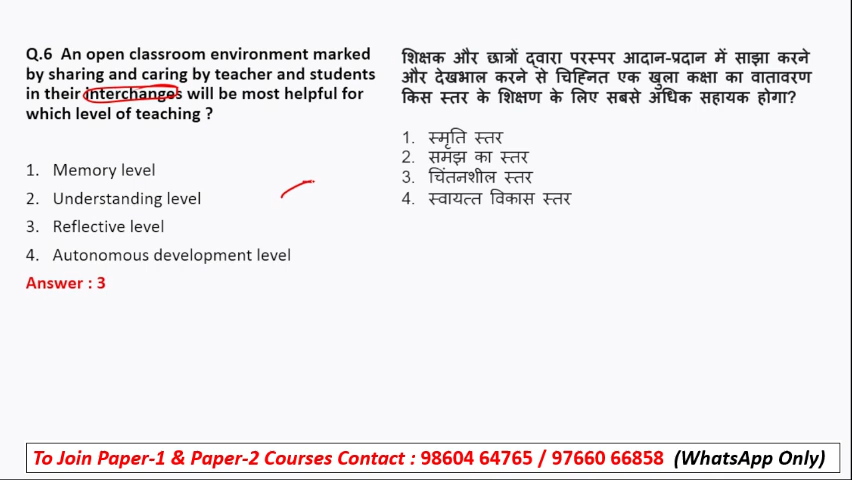 Q.6 An open classroom environment marked
by sharing and caring by teacher and students
in their interchanges will be most helpful for
which level of teaching ?
1. Memory level
2. Understanding level
3. Reflective level
4. Autonomous development level
Answer : 3
शिक्षक और छात्रों द्वारा परस्पर आदान-प्रदान में साझा करने
और देखभाल करने से चिह्नित एक खुला कक्षा का वातावरण
किस स्तर के शिक्षण के लिए सबसे अधिक सहायक होगा?
1. स्मृति स्तर
2. समझ का स्तर
3. चिंतनशील स्तर
4. स्वायत्त विकास स्तर
To Join Paper-1 & Paper-2 Courses Contact : 98604 64765 / 97660 66858 (WhatsApp Only)